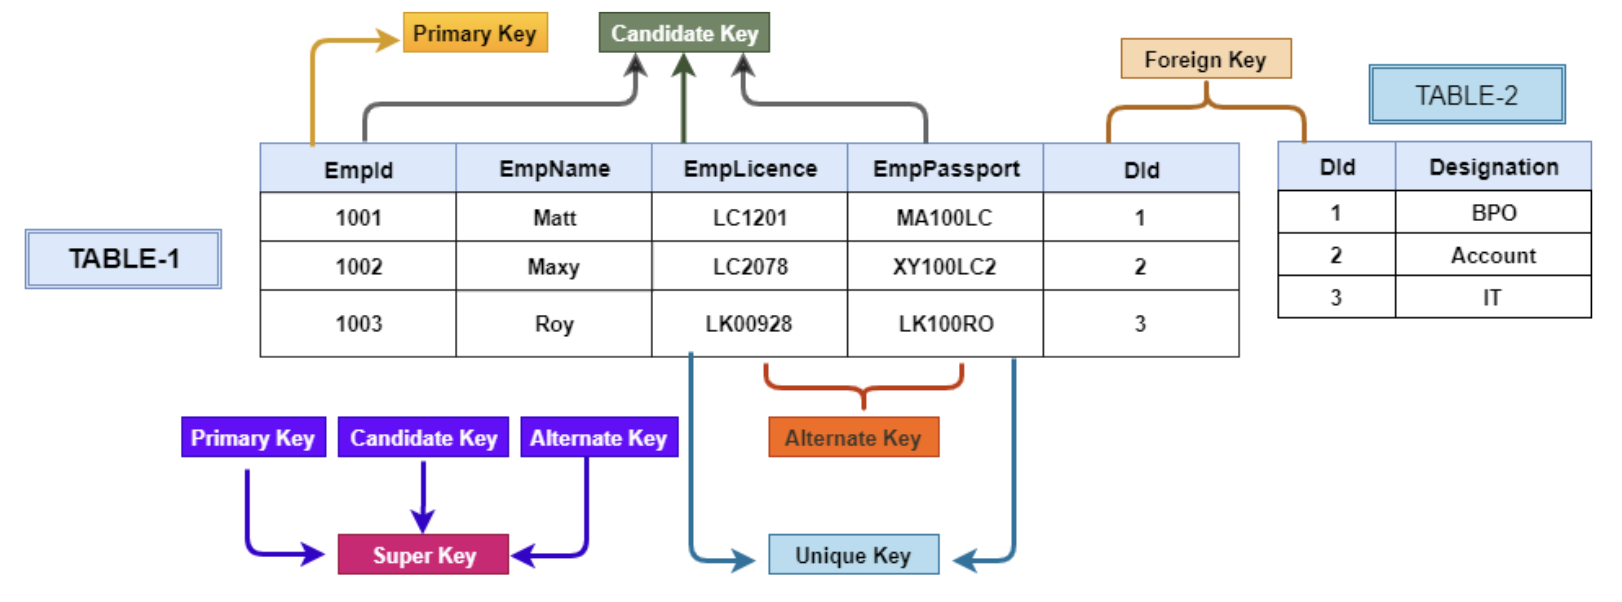 Primary Key
Candidate Key
Foreign Key
TABLE-2
TABLE-1
EmpId EmpName EmpLicence EmpPassport DId
1001 Matt LC1201 MA100LC 1
1002 Maxy LC2078 XY100LC2 2
1003 Roy LK00928 LK100RO 3
DId Designation
1 BPO
2 Account
3 IT
Primary Key
Candidate Key
Alternate Key
Super Key
Alternate Key
Unique Key